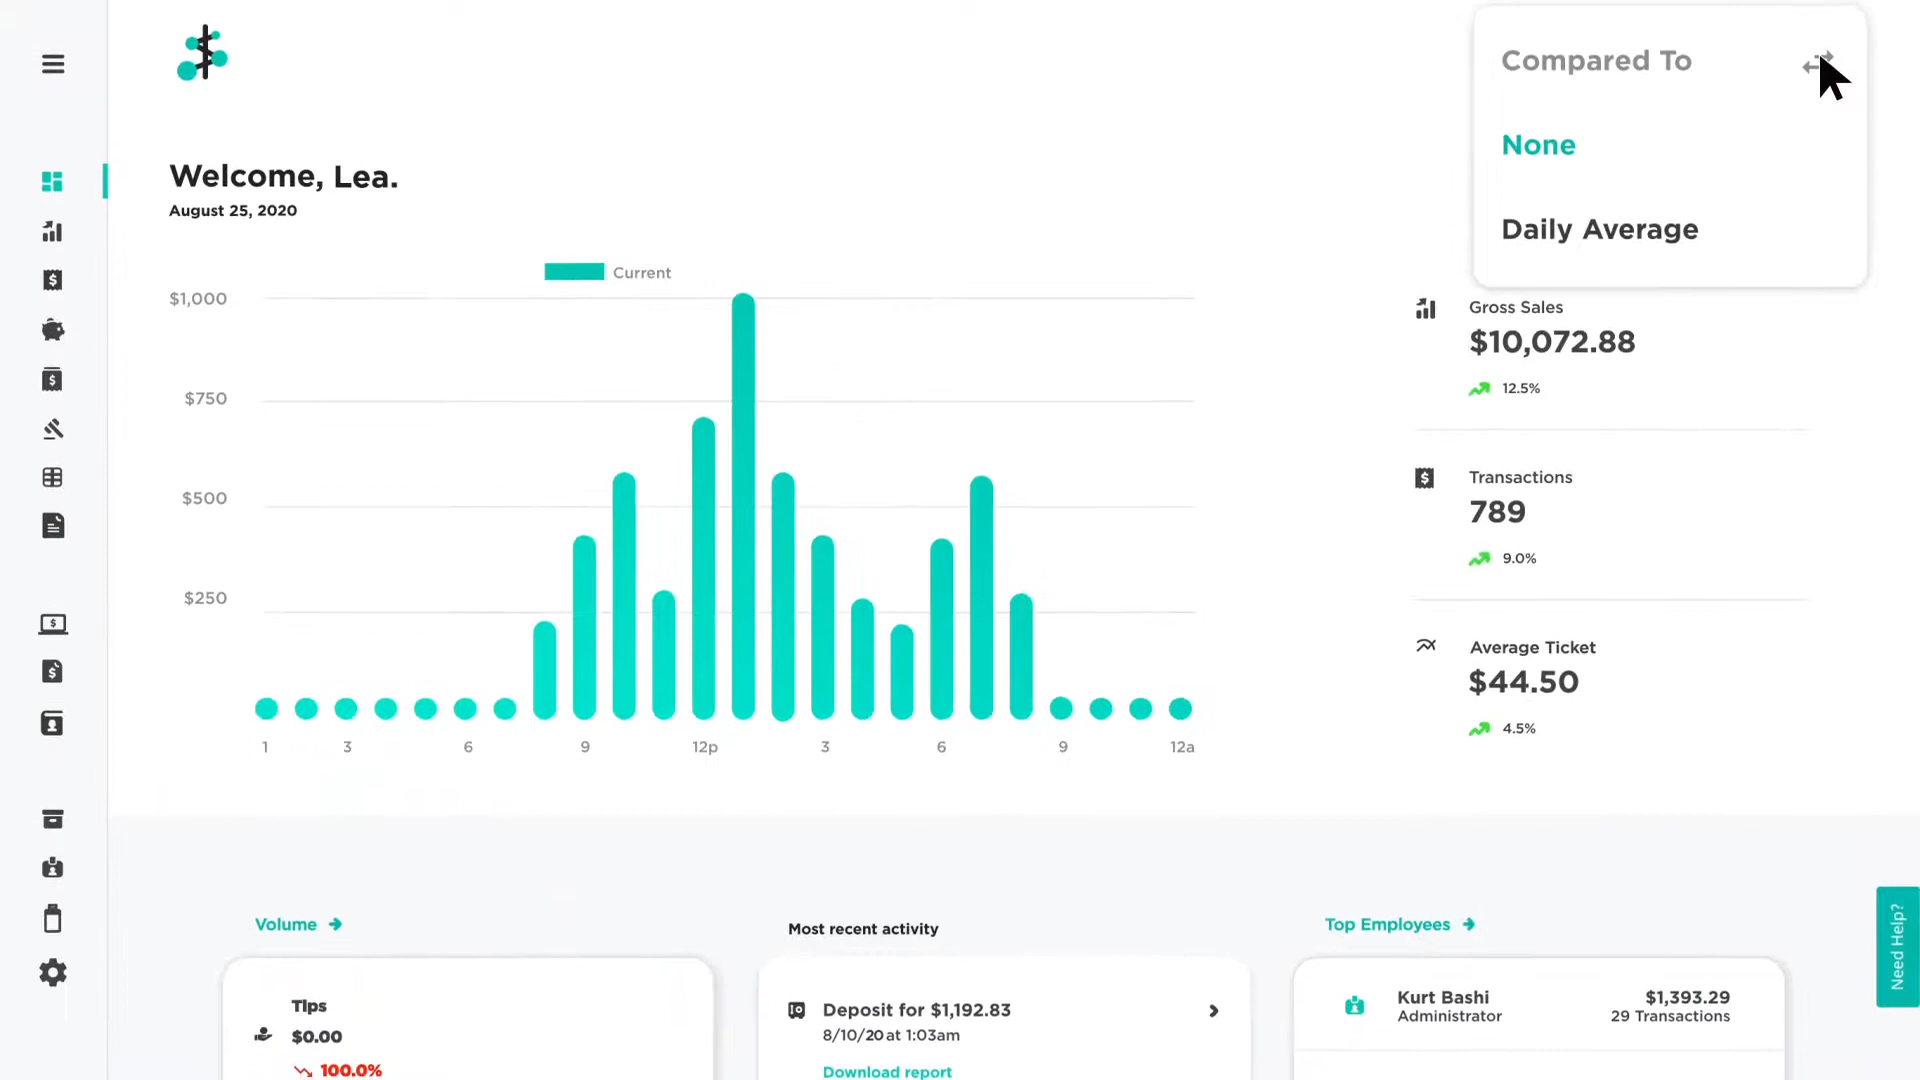 Compared To
None
Daily Average
Welcome, Lea.
August 25, 2020
Current
$1,000
$750
$500
$250
1 3 6 9 12p 3 6 9 12a
Gross Sales
$10,072.88
12.5%
Transactions
789
9.0%
Average Ticket
$44.50
4.5%
Volume
Tips
$0.00
100.0%
Most recent activity
Deposit for $1,192.83
8/10/20 at 1:03am
Download report
Top Employees
Kurt Bashi $1,393.29
Administrator 29 Transactions
Need Help?